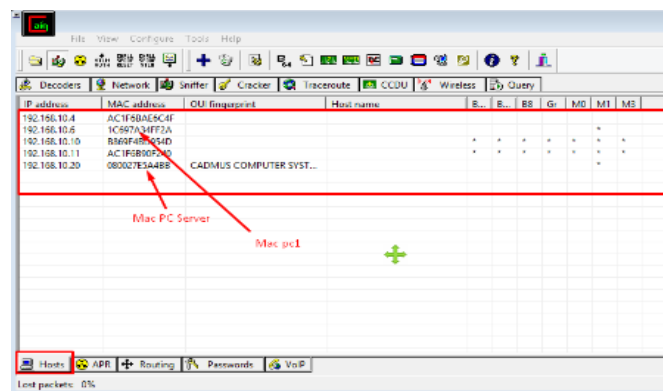 File View Configure Tools Help
Decoders Network Sniffer Cracker Traceroute CCDU Wireless Query
IP address MAC address OUI fingerprint Host name B... B... B8 Gr M0 M1 M3
192.168.10.4 AC1F6BAE6C4F
192.168.10.6 1C697A34FF2A
192.168.10.10
192.168.10.11
192.168.10.20 080027E5A4BB CADMUS COMPUTER SYST...
Mac PC Server
Mac pc1
Hosts APR Routing Passwords VoIP
Lost packets: 0%